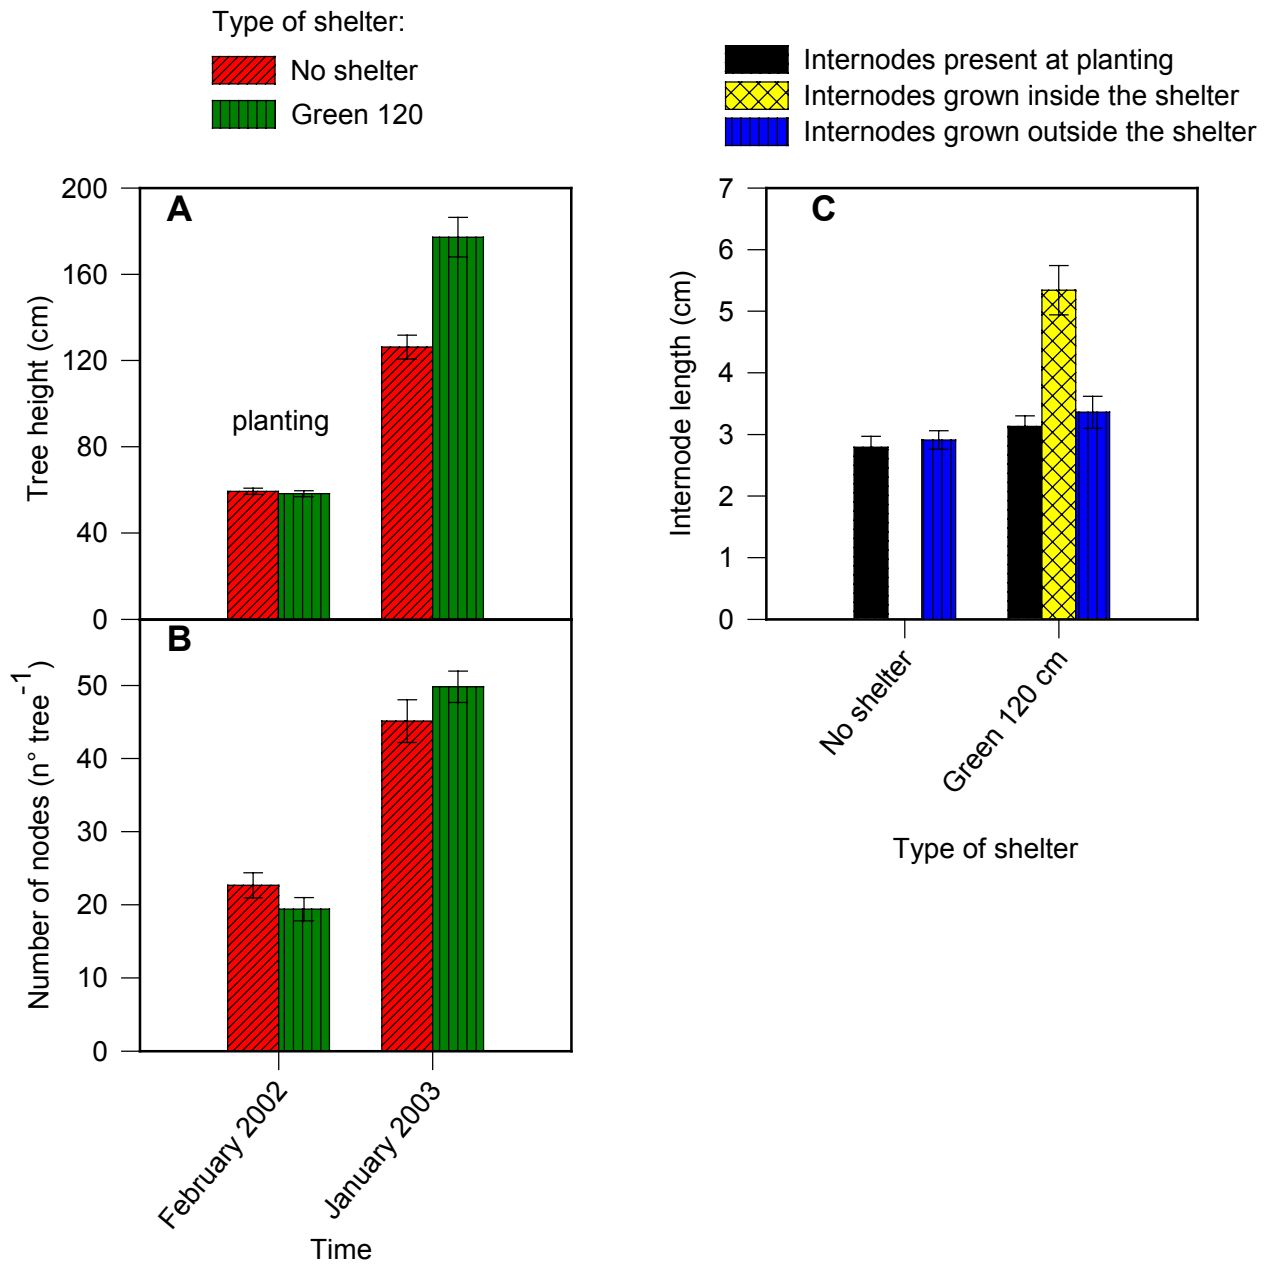 Type of shelter:
No shelter
Green 120
Internodes present at planting
Internodes grown inside the shelter
Internodes grown outside the shelter
A
Tree height (cm)
200
160
120
80
40
0
planting
B
Number of nodes (n° tree⁻¹)
50
40
30
20
10
0
February 2002
January 2003
Time
C
Internode length (cm)
7
6
5
4
3
2
1
0
No shelter
Green 120 cm
Type of shelter